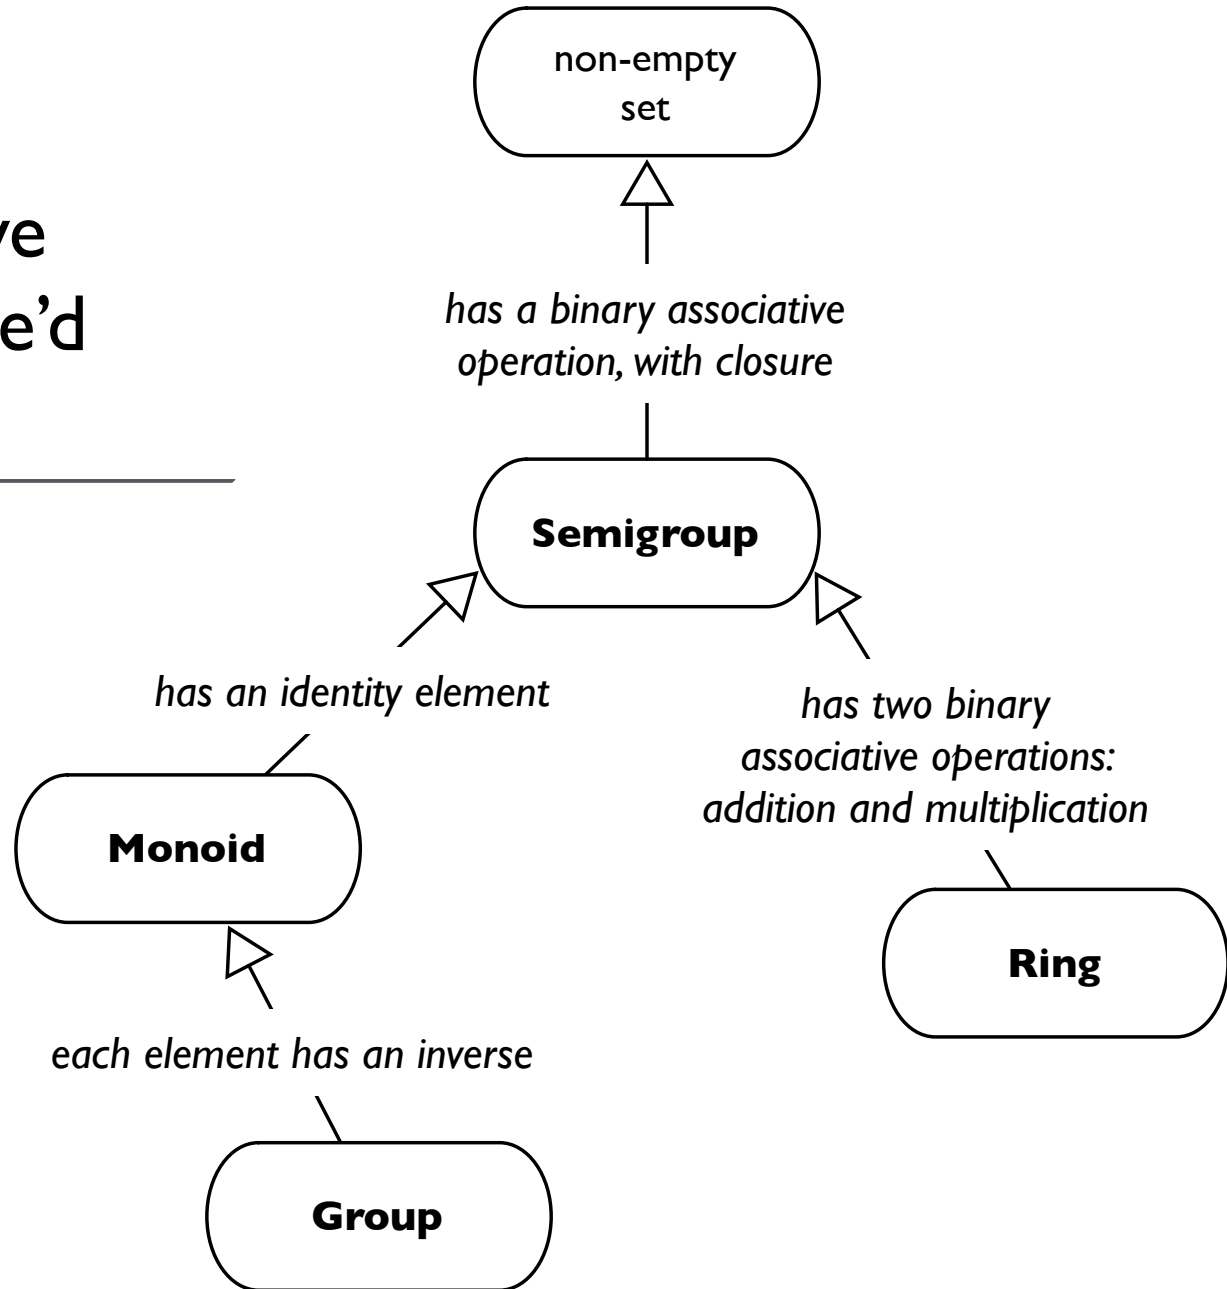 non-empty
set
ve
e’d
has a binary associative
operation, with closure
Semigroup
has an identity element
has two binary
associative operations:
addition and multiplication
Monoid
Ring
each element has an inverse
Group